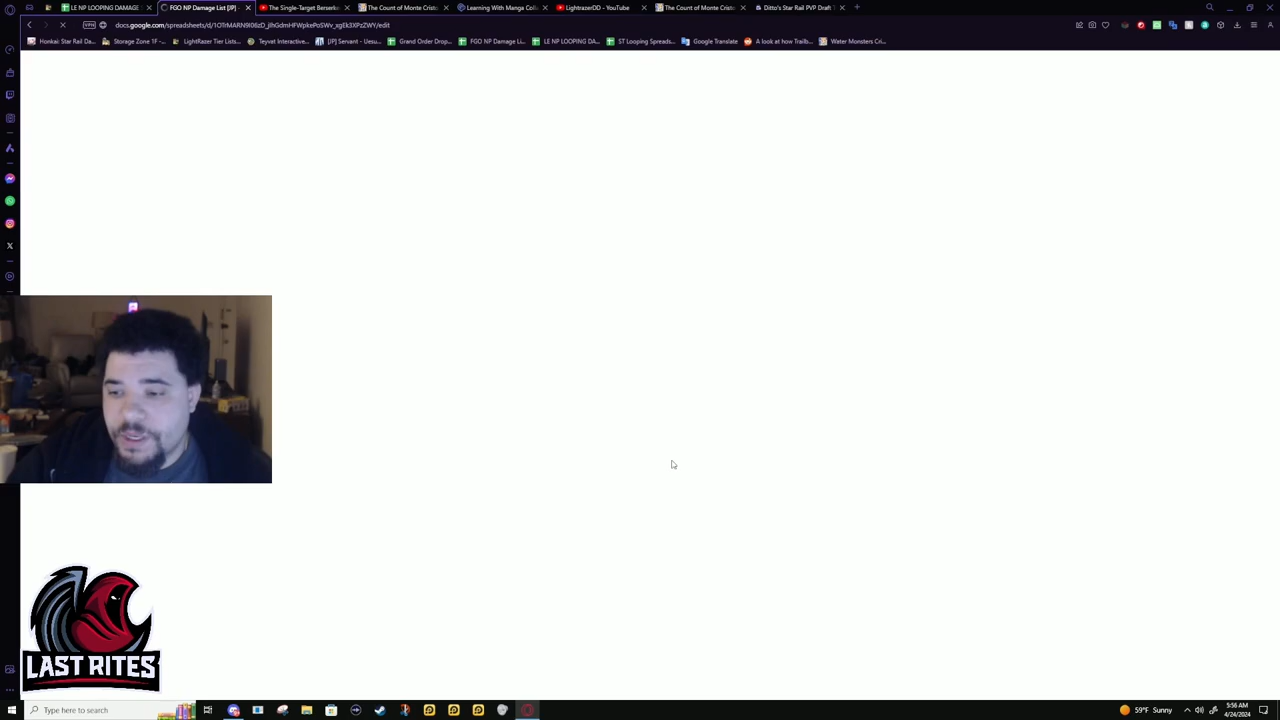 LE NP LOOPING DAMAGE
FGO NP Damage List [JP] -
The Single-Target Berserke
The Count of Monte Cristo
Learning With Manga Coll
LightrazerDD - YouTube
The Count of Monte Cristo
Ditto's Star Rail PVP Draft
VPN
Honkai: Star Rail Da...
Storage Zone 1F -...
LightRazer Tier Lists...
Teyvat Interactive...
[JP] Servant - Uesu...
Grand Order Drop...
FGO NP Damage Li...
LE NP LOOPING DA...
ST Looping Spreads...
Google Translate
A look at how Trailb...
Water Monsters Cri...
LAST RITES
Type here to search
59°F Sunny
5:56 AM
4/24/2024